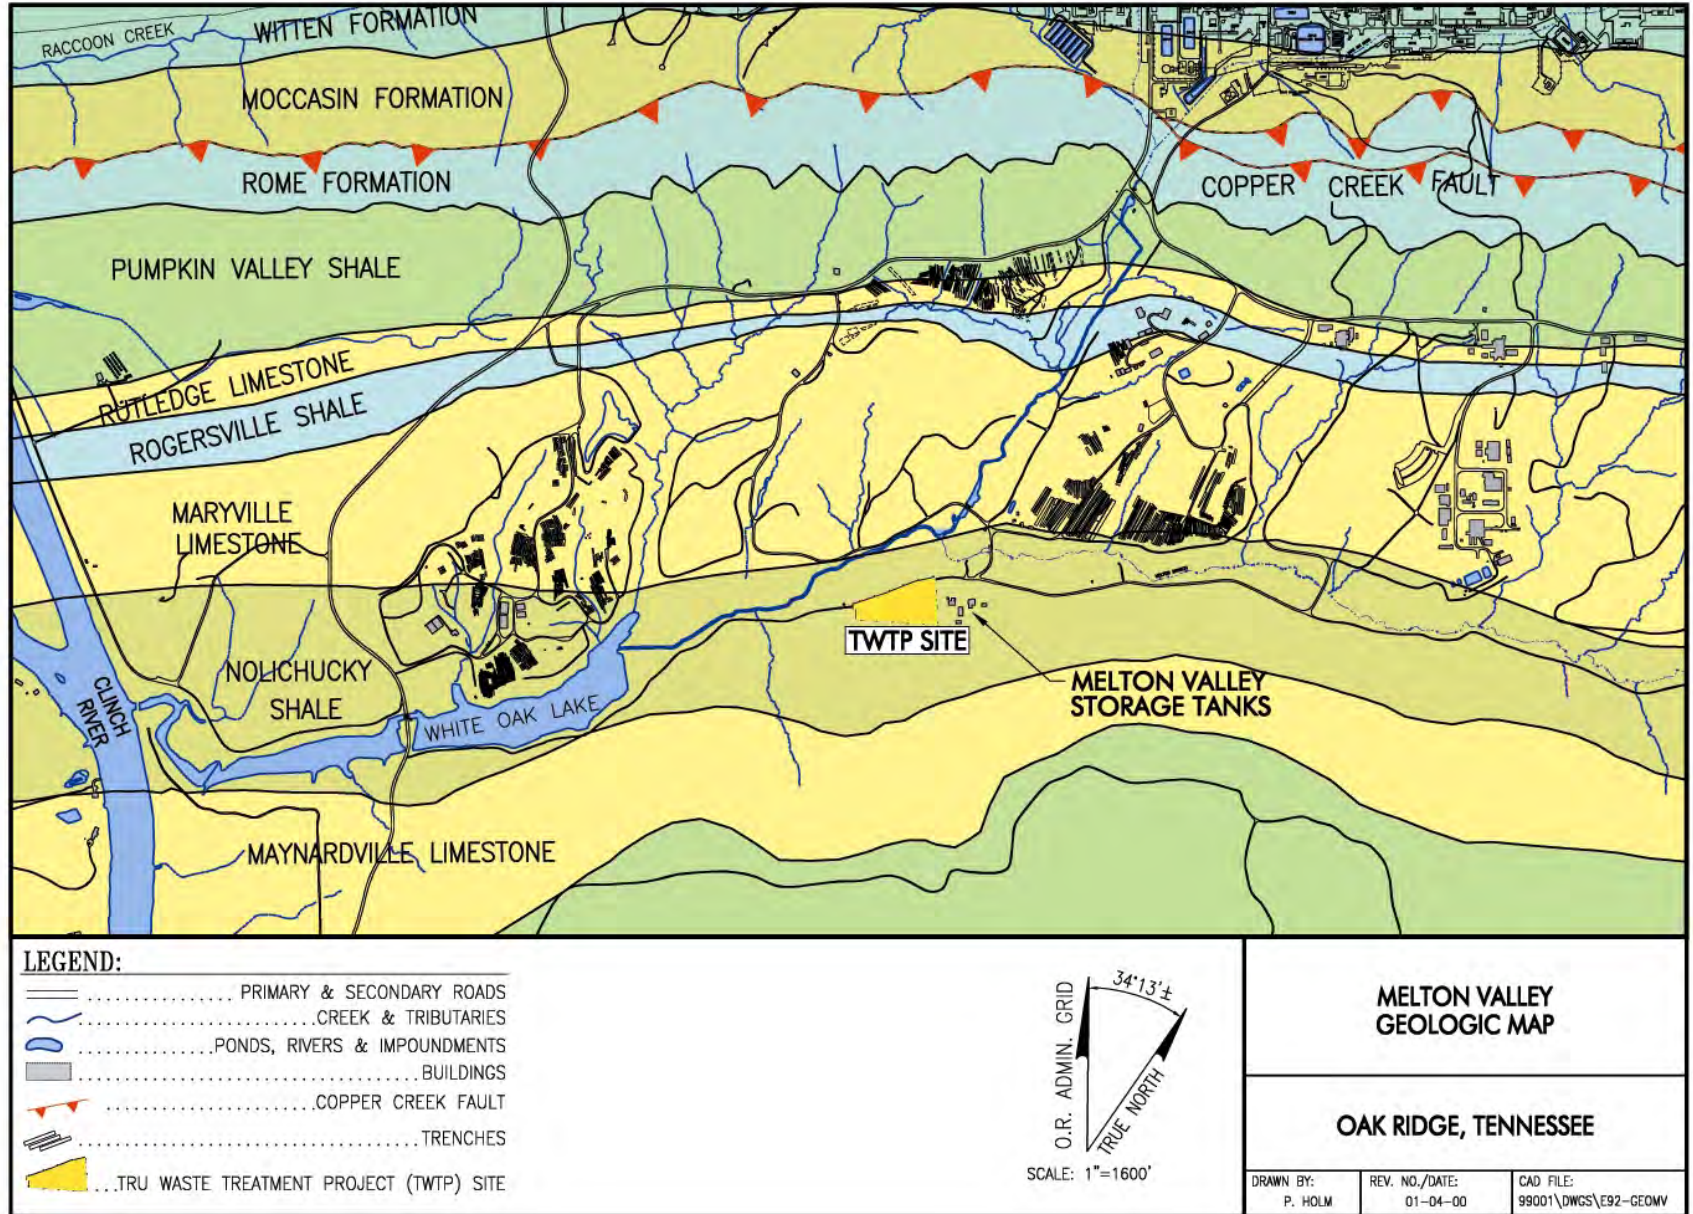 WITTEN FORMATION
RACCOON CREEK
MOCCASIN FORMATION
ROME FORMATION
COPPER CREEK FAULT
PUMPKIN VALLEY SHALE
RUTLEDGE LIMESTONE
ROGERSVILLE SHALE
MARYVILLE
LIMESTONE
TWTP SITE
NOLICHUCKY
SHALE
MELTON VALLEY
STORAGE TANKS
CLINCH
RIVER
WHITE OAK LAKE
MAYNARDVILLE LIMESTONE
LEGEND:
PRIMARY & SECONDARY ROADS
CREEK & TRIBUTARIES
PONDS, RIVERS & IMPOUNDMENTS
BUILDINGS
COPPER CREEK FAULT
TRENCHES
TRU WASTE TREATMENT PROJECT (TWTP) SITE
O.R. ADMIN. GRID
34°13'±
TRUE NORTH
SCALE: 1"=1600'
MELTON VALLEY
GEOLOGIC MAP
OAK RIDGE, TENNESSEE
DRAWN BY:
P. HOLM
REV. NO./DATE:
01-04-00
CAD FILE:
99001\DWGS\E92-GEOMV